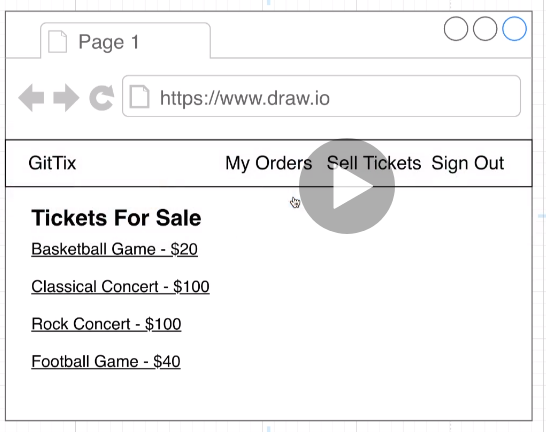 Page 1
https://www.draw.io
GitTix My Orders Sell Tickets Sign Out
Tickets For Sale
Basketball Game - $20
Classical Concert - $100
Rock Concert - $100
Football Game - $40